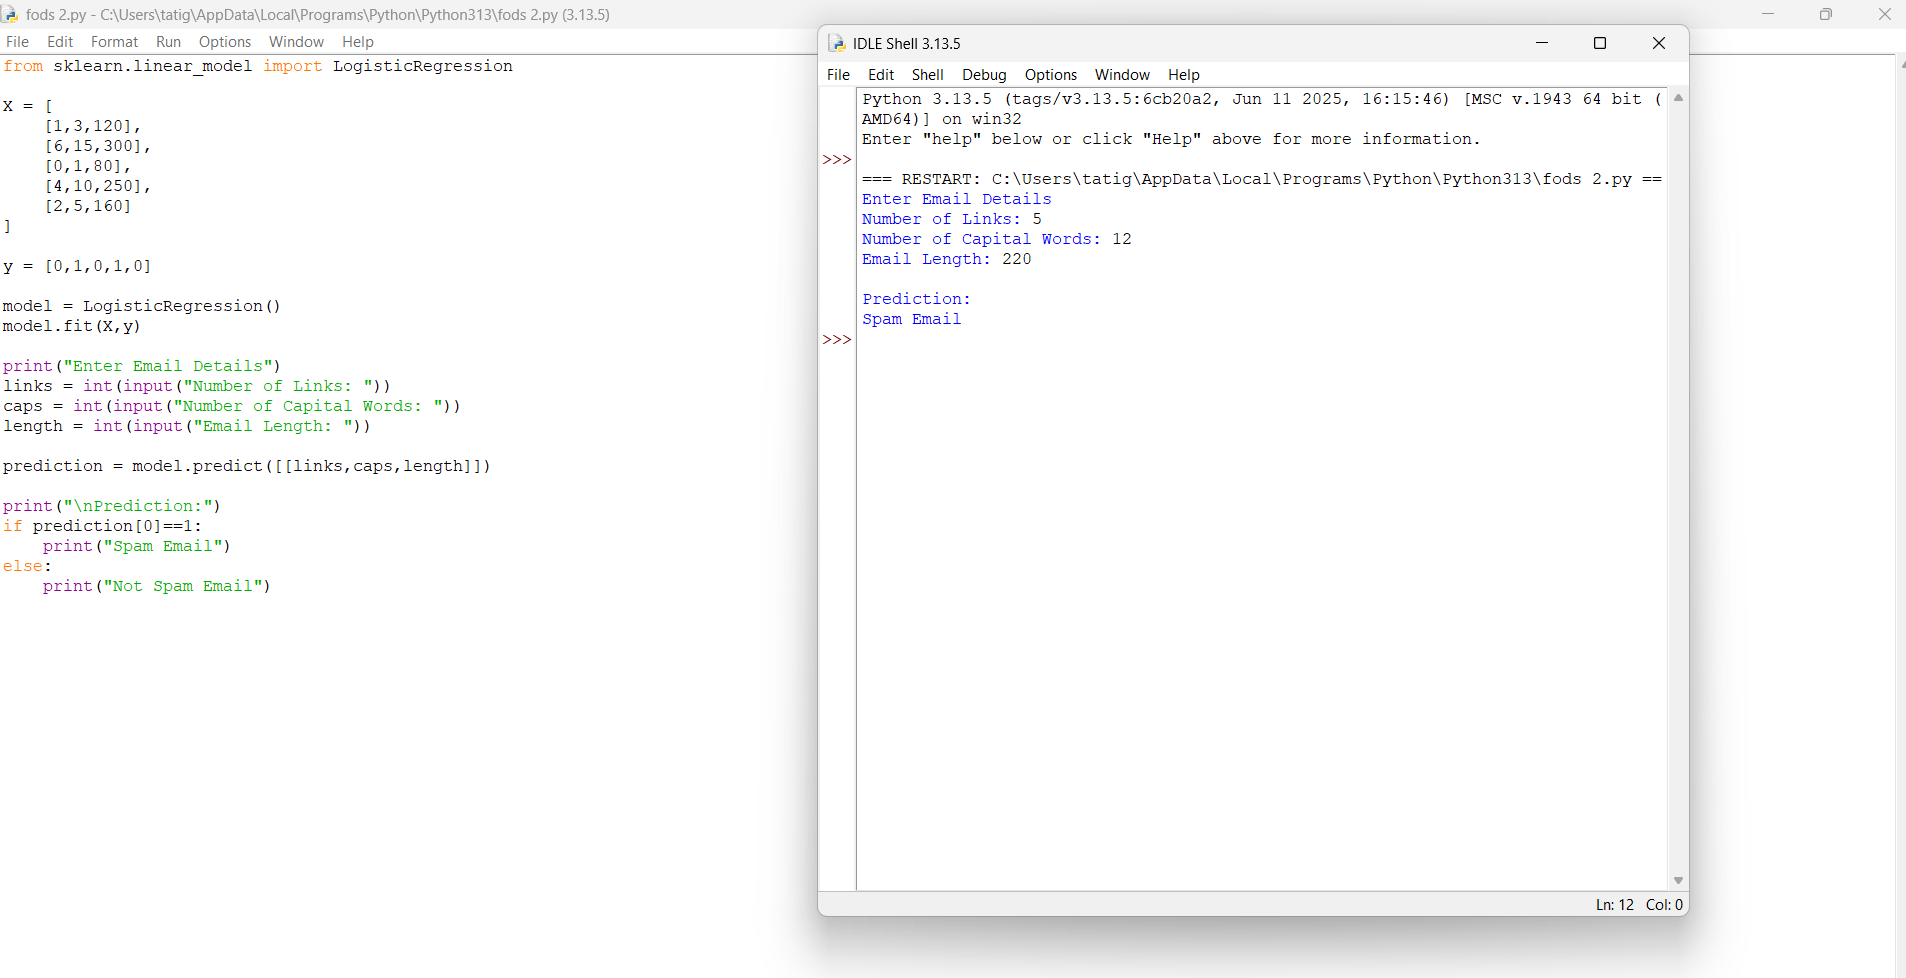 fods 2.py - C:\Users\tatig\AppData\Local\Programs\Python\Python313\fods 2.py (3.13.5)
File Edit Format Run Options Window Help
from sklearn.linear_model import LogisticRegression
X = [
[1,3,120],
[6,15,300],
[0,1,80],
[4,10,250],
[2,5,160]
]
y = [0,1,0,1,0]
model = LogisticRegression()
model.fit(X,y)
print("Enter Email Details")
links = int(input("Number of Links: "))
caps = int(input("Number of Capital Words: "))
length = int(input("Email Length: "))
prediction = model.predict([[links,caps,length]])
print("\nPrediction:")
if prediction[0]==1:
print("Spam Email")
else:
print("Not Spam Email")
IDLE Shell 3.13.5
File Edit Shell Debug Options Window Help
Python 3.13.5 (tags/v3.13.5:6cb20a2, Jun 11 2025, 16:15:46) [MSC v.1943 64 bit (
AMD64)] on win32
Enter "help" below or click "Help" above for more information.
>>>
=== RESTART: C:\Users\tatig\AppData\Local\Programs\Python\Python313\fods 2.py ==
Enter Email Details
Number of Links: 5
Number of Capital Words: 12
Email Length: 220
Prediction:
Spam Email
>>>
Ln: 12 Col: 0